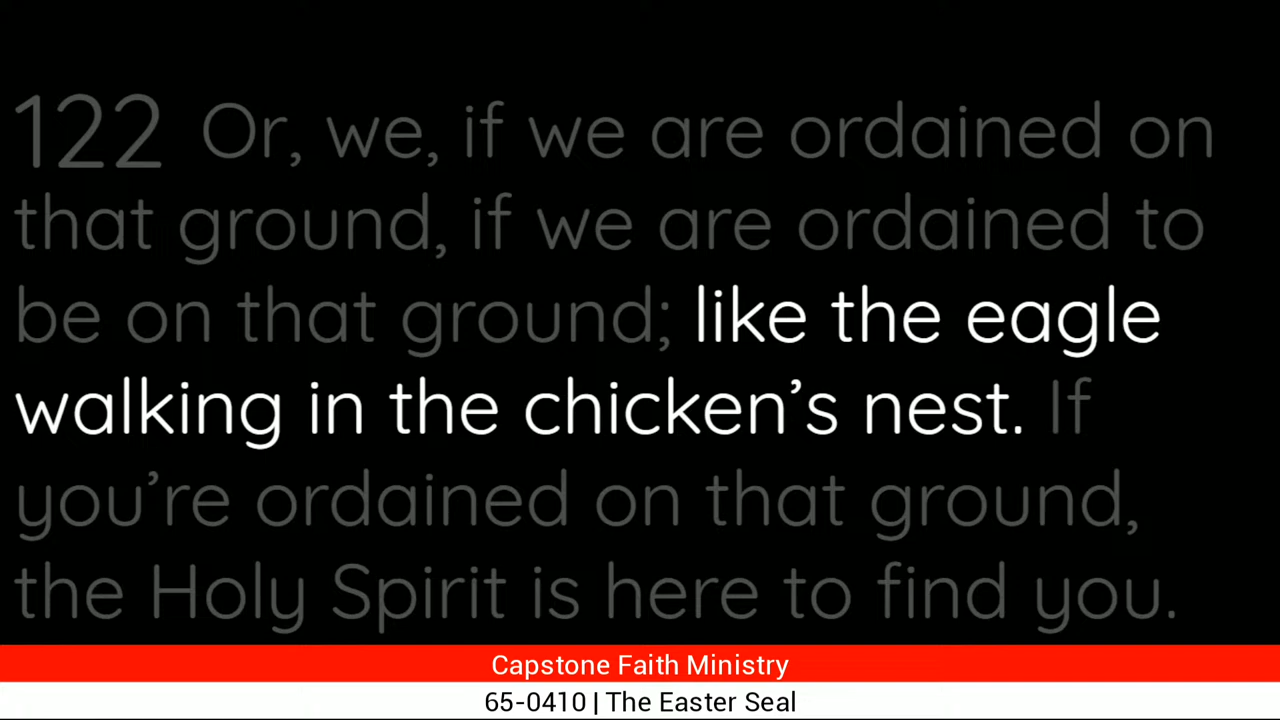 122 Or, we, if we are ordained on
that ground, if we are ordained to
be on that ground; like the eagle
walking in the chicken’s nest. If
you’re ordained on that ground,
the Holy Spirit is here to find you.
Capstone Faith Ministry
65-0410 | The Easter Seal